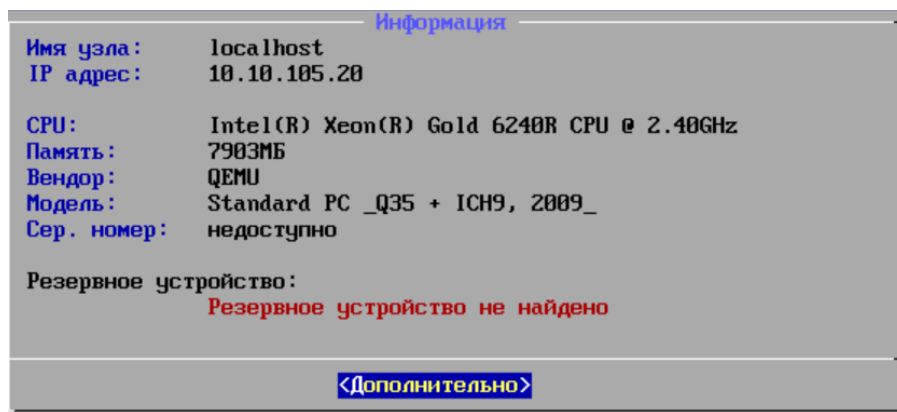 Информация
Имя узла: localhost
IP адрес: 10.10.105.20
CPU: Intel(R) Xeon(R) Gold 6240R CPU @ 2.40GHz
Память: 7903МБ
Вендор: QEMU
Модель: Standard PC _Q35 + ICH9, 2009_
Сер. номер: недоступно
Резервное устройство:
Резервное устройство не найдено
<Дополнительно>